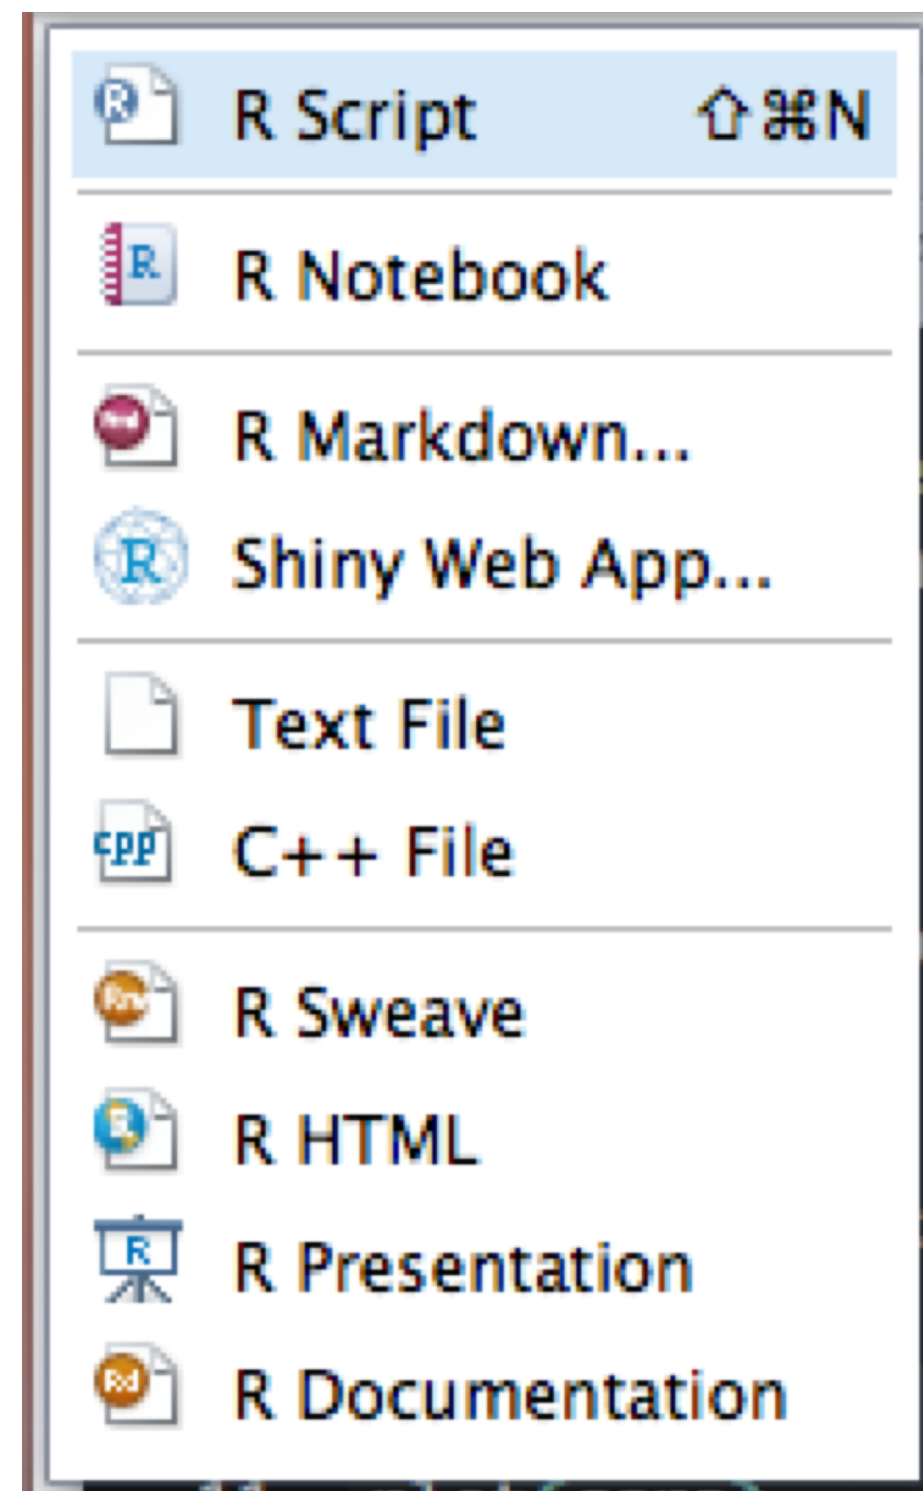 R Script ⇧⌘N
R Notebook
R Markdown...
Shiny Web App...
Text File
C++ File
R Sweave
R HTML
R Presentation
R Documentation